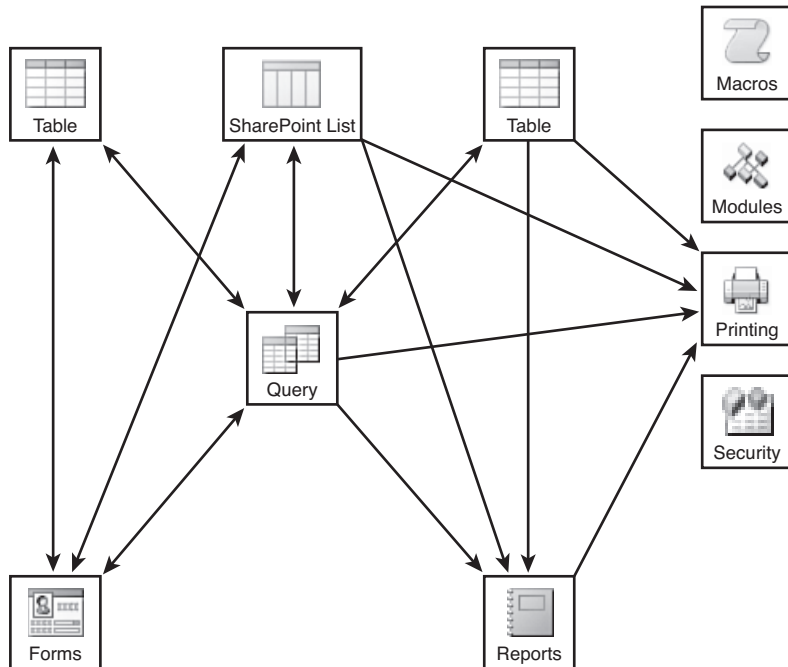 Table
SharePoint List
Table
Macros
Modules
Printing
Query
Security
Forms
Reports